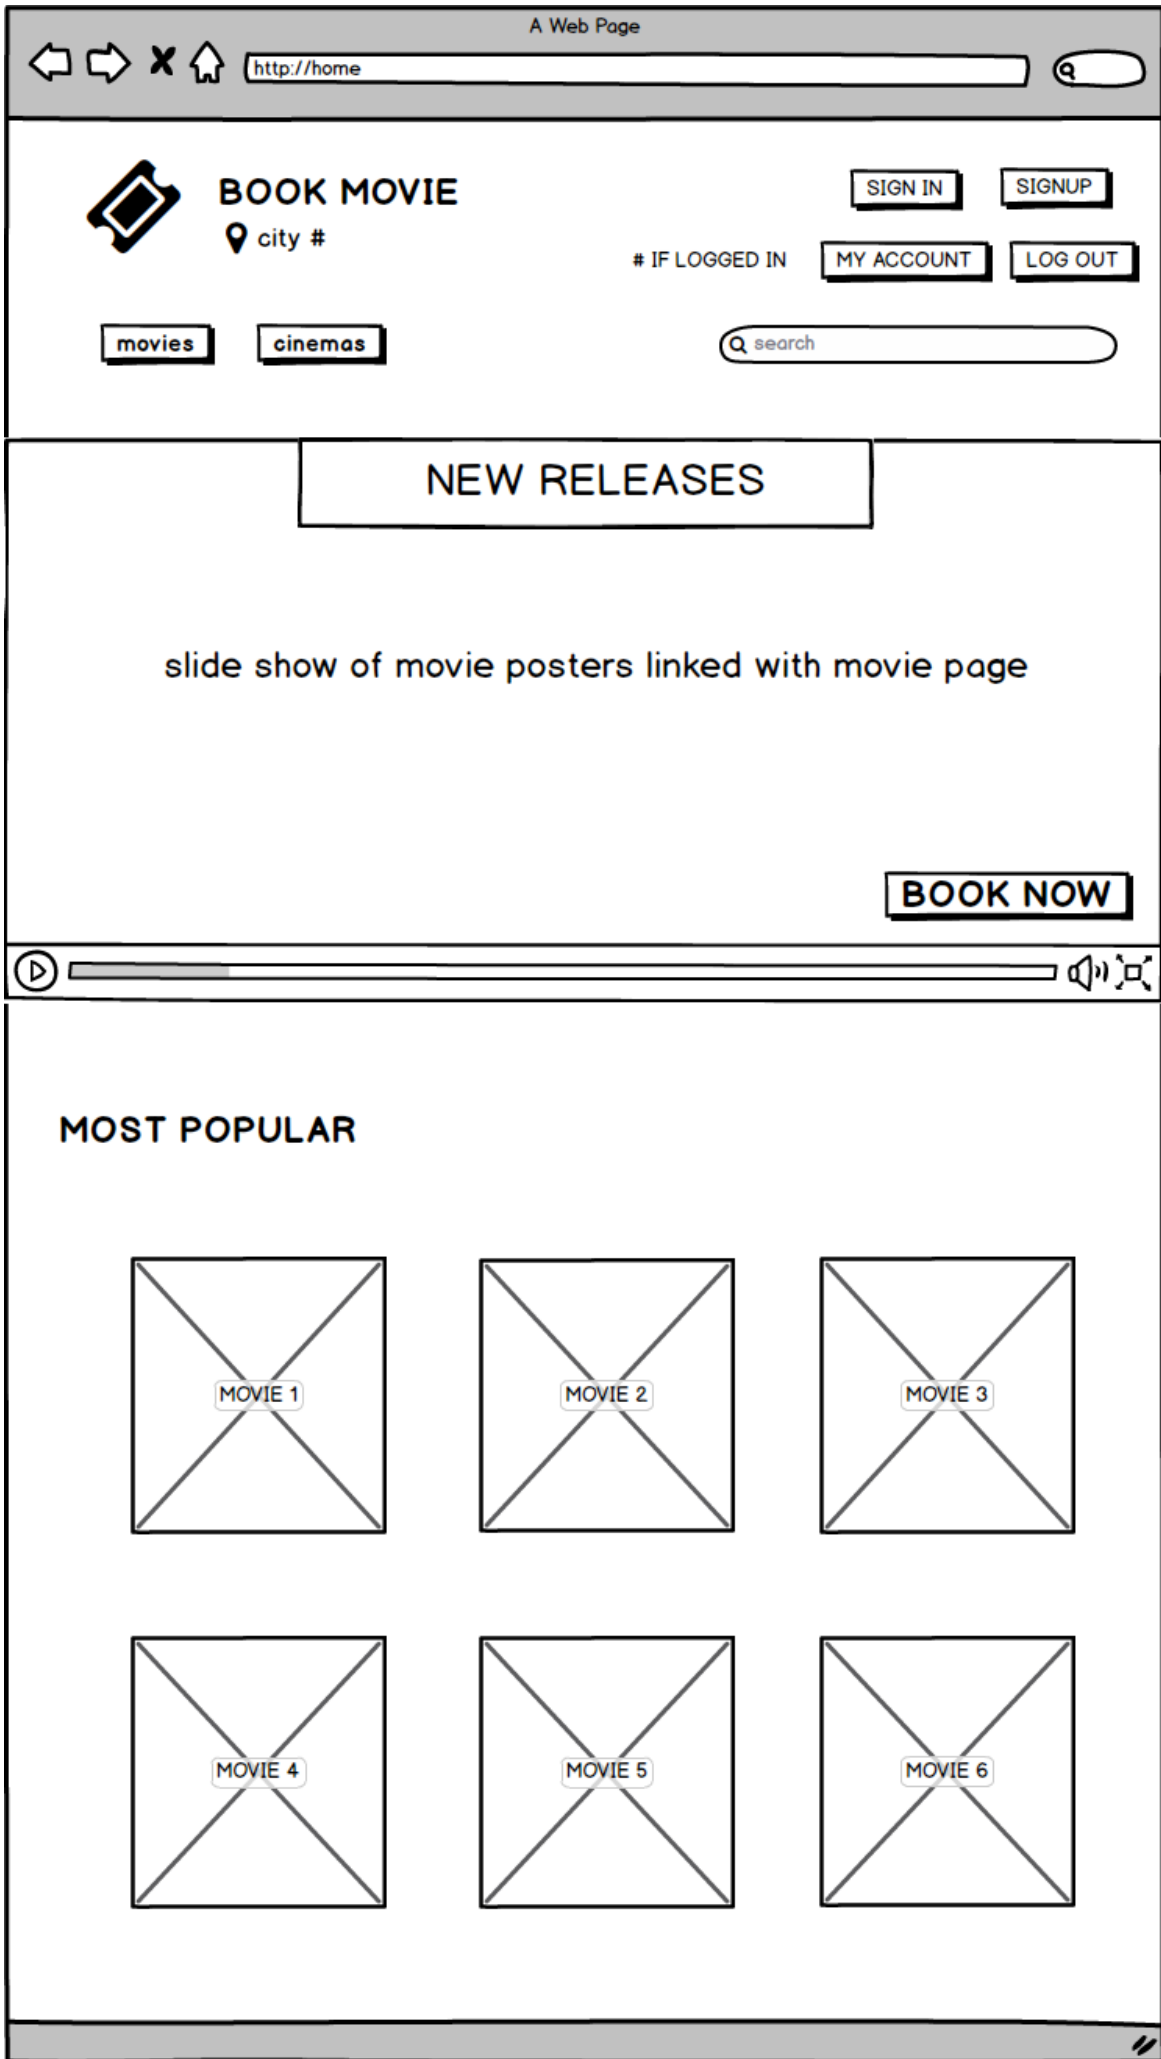 A Web Page
http://home
BOOK MOVIE
city #
SIGN IN
SIGNUP
# IF LOGGED IN
MY ACCOUNT
LOG OUT
movies
cinemas
search
NEW RELEASES
slide show of movie posters linked with movie page
BOOK NOW
MOST POPULAR
MOVIE 1
MOVIE 2
MOVIE 3
MOVIE 4
MOVIE 5
MOVIE 6